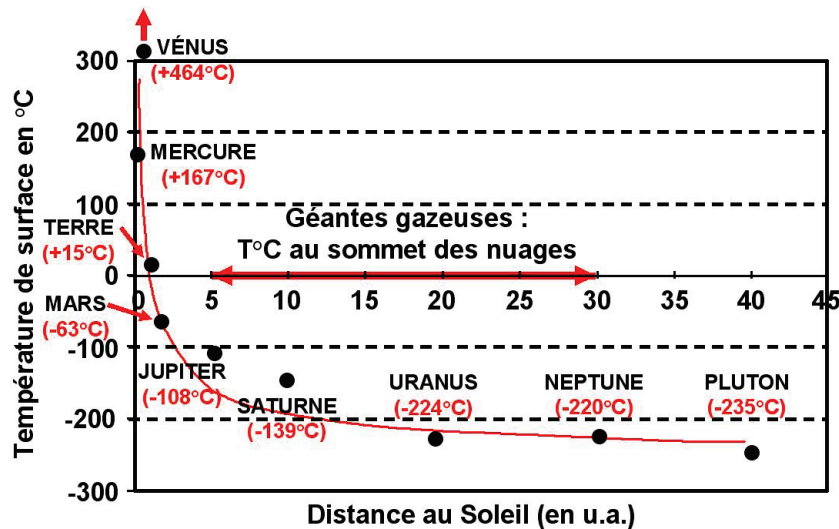 Température de surface en °C
300
200
100
0
-100
-200
-300
VÉNUS
(+464°C)
MERCURE
(+167°C)
TERRE
(+15°C)
MARS
(-63°C)
Géantes gazeuses :
T°C au sommet des nuages
0 5 10 15 20 25 30 35 40 45
JUPITER
(-108°C)
SATURNE
(-139°C)
URANUS
(-224°C)
NEPTUNE
(-220°C)
PLUTON
(-235°C)
Distance au Soleil (en u.a.)